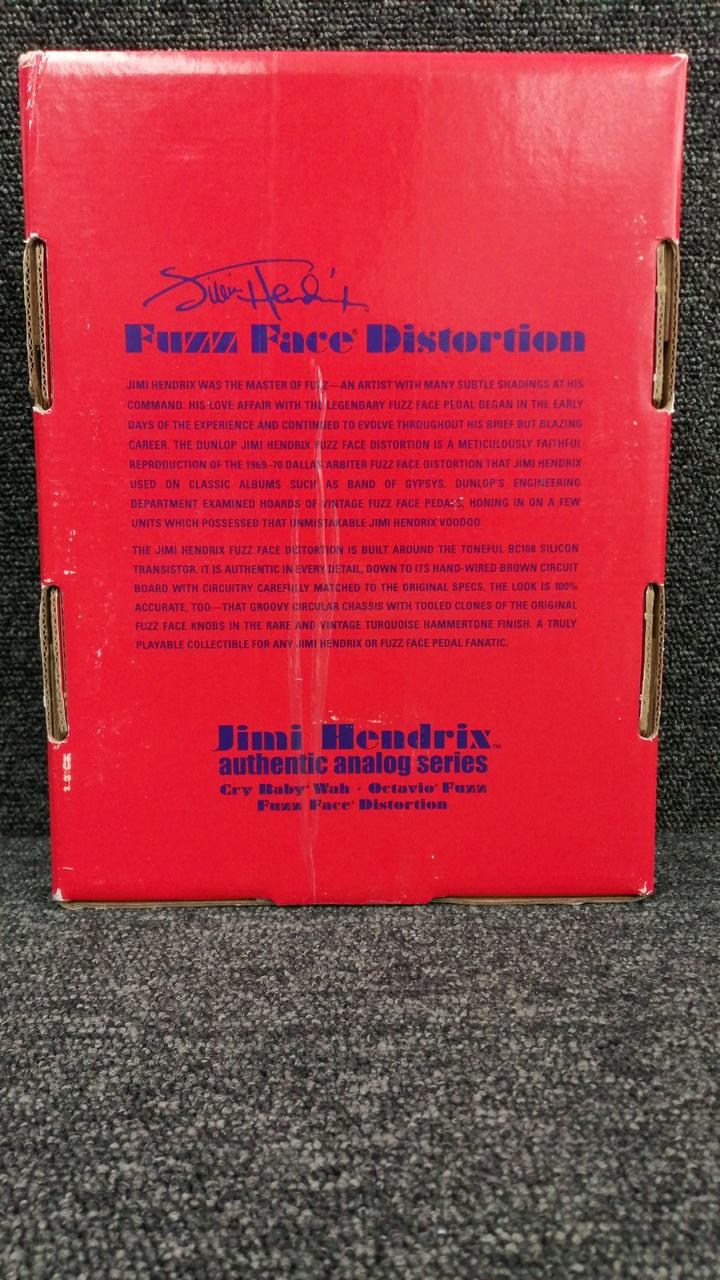 Jimi Hendrix
Fuzz Face® Distortion
JIMI HENDRIX WAS THE MASTER OF FUZZ—AN ARTIST WITH MANY SUBTLE SHADINGS AT HIS
COMMAND. HIS LOVE AFFAIR WITH THE LEGENDARY FUZZ FACE PEDAL BEGAN IN THE EARLY
DAYS OF THE EXPERIENCE AND CONTINUED TO EVOLVE THROUGHOUT HIS BRIEF BUT BLAZING
CAREER. THE DUNLOP JIMI HENDRIX FUZZ FACE DISTORTION IS A METICULOUSLY FAITHFUL
REPRODUCTION OF THE 1969–70 DALLAS ARBITER FUZZ FACE DISTORTION THAT JIMI HENDRIX
USED ON CLASSIC ALBUMS SUCH AS BAND OF GYPSYS. DUNLOP'S ENGINEERING
DEPARTMENT EXAMINED HOARDS OF VINTAGE FUZZ FACE PEDALS, HONING IN ON A FEW
UNITS WHICH POSSESSED THAT UNMISTAKABLE JIMI HENDRIX VOODOO
THE JIMI HENDRIX FUZZ FACE DISTORTION IS BUILT AROUND THE TONEFUL BC108 SILICON
TRANSISTOR. IT IS AUTHENTIC IN EVERY DETAIL, DOWN TO ITS HAND-WIRED BROWN CIRCUIT
BOARD WITH CIRCUITRY CAREFULLY MATCHED TO THE ORIGINAL SPECS. THE LOOK IS 100%
ACCURATE, TOO—THAT GROOVY CIRCULAR CHASSIS WITH TOOLED CLONES OF THE ORIGINAL
FUZZ FACE KNOBS IN THE RARE AND VINTAGE TURQUOISE HAMMERTONE FINISH. A TRULY
PLAYABLE COLLECTIBLE FOR ANY JIMI HENDRIX OR FUZZ FACE PEDAL FANATIC.
Jimi Hendrix™
authentic analog series
Cry Baby® Wah · Octavio® Fuzz
Fuzz Face® Distortion